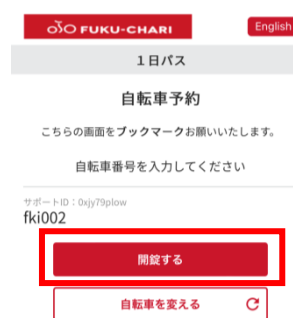 FUKU-CHARI
English
1日パス
自転車予約
こちらの画面をブックマークお願いいたします。
自転車番号を入力してください
サポートID：0xjy79plow
fki002
開錠する
自転車を変える